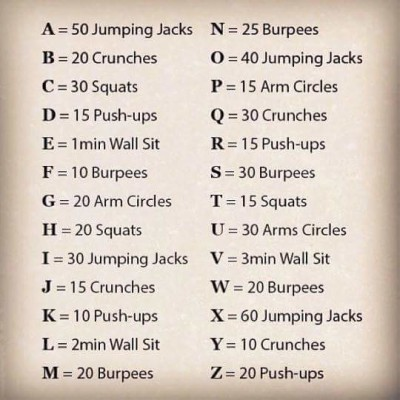 A = 50 Jumping Jacks
B = 20 Crunches
C = 30 Squats
D = 15 Push-ups
E = 1min Wall Sit
F = 10 Burpees
G = 20 Arm Circles
H = 20 Squats
I = 30 Jumping Jacks
J = 15 Crunches
K = 10 Push-ups
L = 2min Wall Sit
M = 20 Burpees
N = 25 Burpees
O = 40 Jumping Jacks
P = 15 Arm Circles
Q = 30 Crunches
R = 15 Push-ups
S = 30 Burpees
T = 15 Squats
U = 30 Arms Circles
V = 3min Wall Sit
W = 20 Burpees
X = 60 Jumping Jacks
Y = 10 Crunches
Z = 20 Push-ups